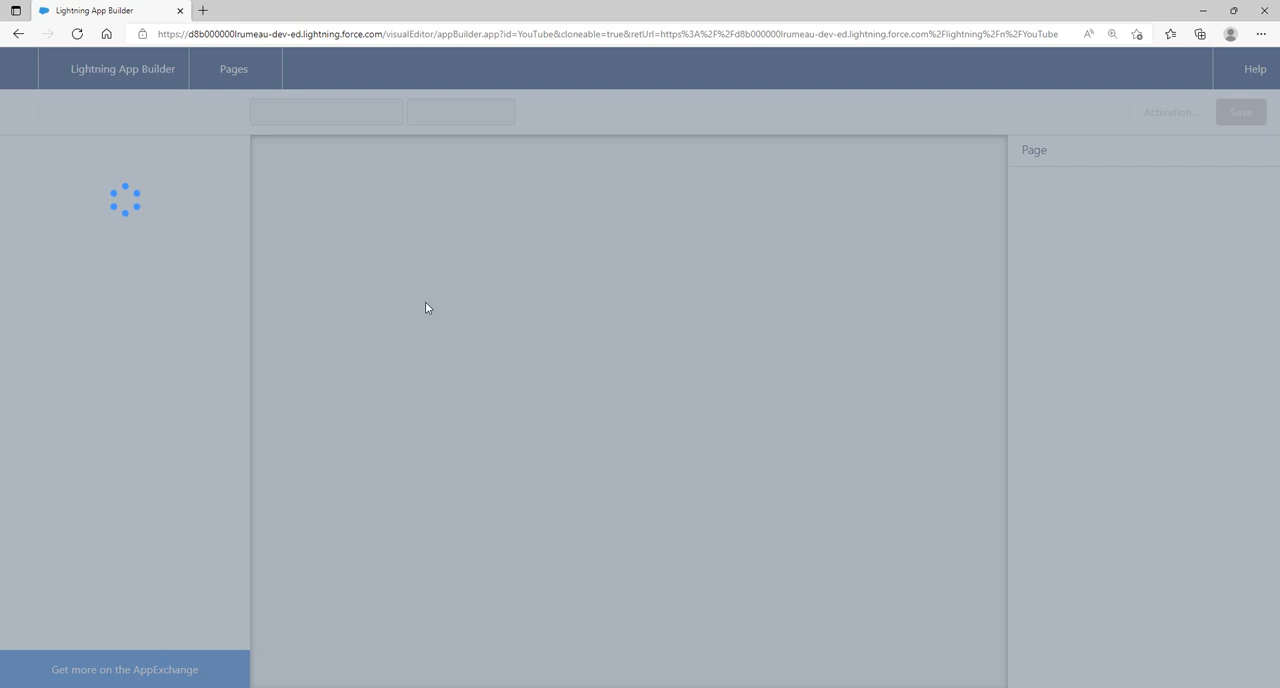 Lightning App Builder
https://d8b000000lrumeau-dev-ed.lightning.force.com/visualEditor/appBuilder.app?id=YouTube&cloneable=true&retUrl=https%3A%2F%2Fd8b000000lrumeau-dev-ed.lightning.force.com%2Flightning%2Fn%2FYouTube
Lightning App Builder
Pages
Help
Activation...
Save
Page
Get more on the AppExchange